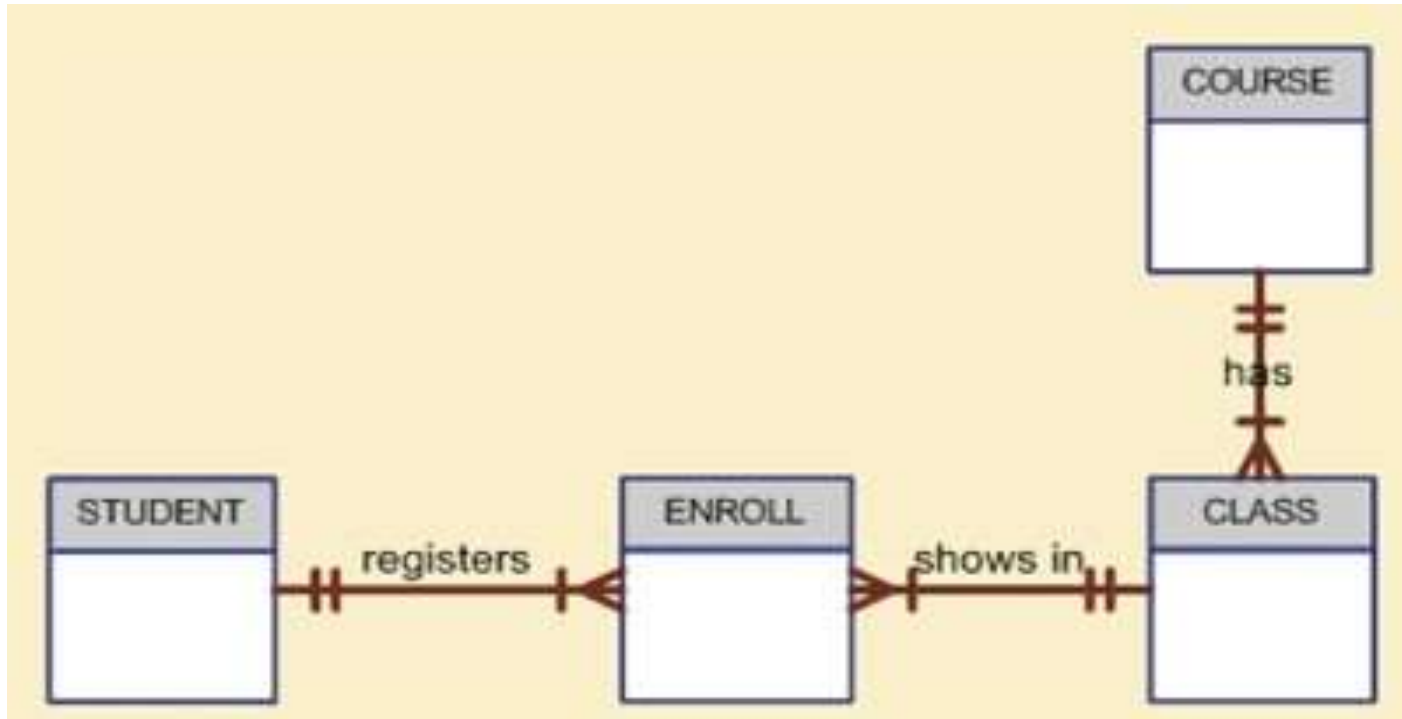 COURSE
has
STUDENT
registers
ENROLL
shows in
CLASS